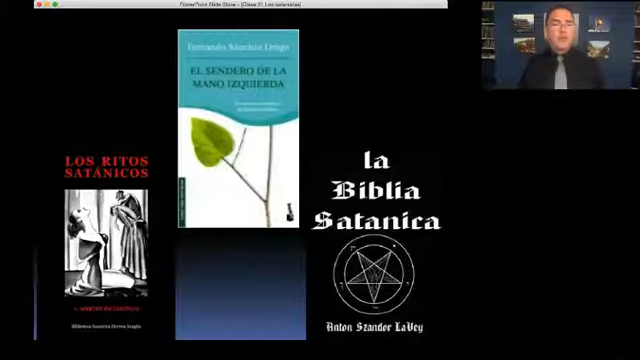 PowerPoint Slide Show - [Clase 21 Los satanicos]
Fernando Sánchez Dragó
EL SENDERO DE LA
MANO IZQUIERDA
LOS RITOS
SATÁNICOS
la
Biblia
Satanica
Anton Szandor LaVey